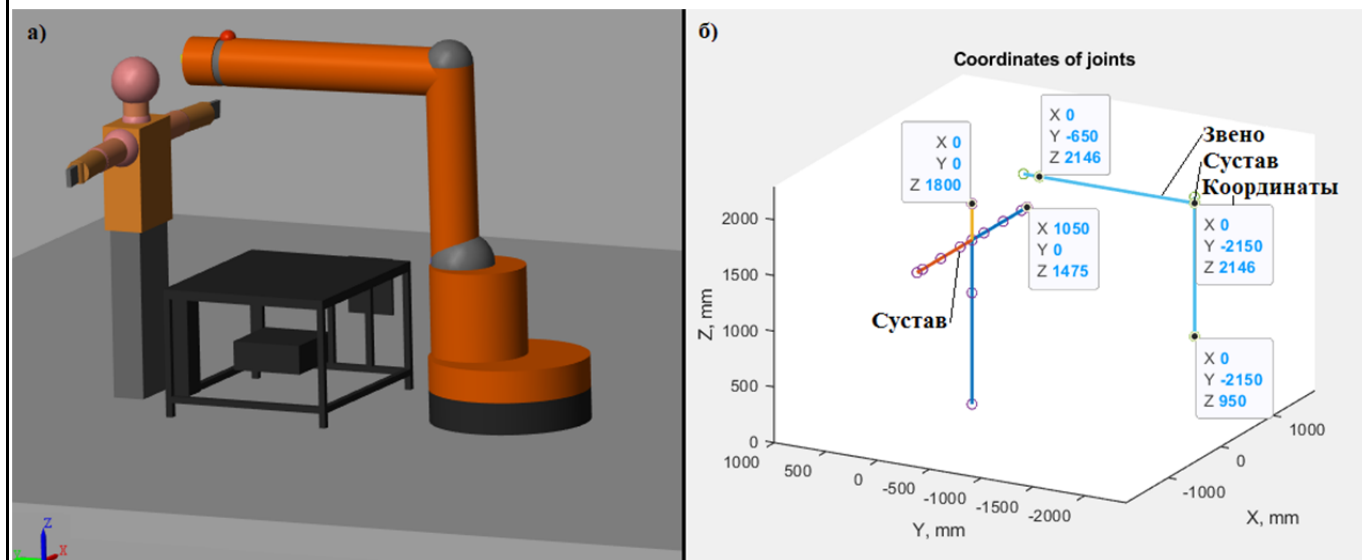 а)
Z
X
Y
б)
Coordinates of joints
X 0
Y -650
Z 2146
Звено
Сустав
Координаты
X 0
Y 0
Z 1800
X 1050
Y 0
Z 1475
X 0
Y -2150
Z 2146
Сустав
X 0
Y -2150
Z 950
Z, mm
2000
1500
1000
500
0
1000
500
0
-500
-1000
-1500
-2000
Y, mm
1000
0
-1000
X, mm